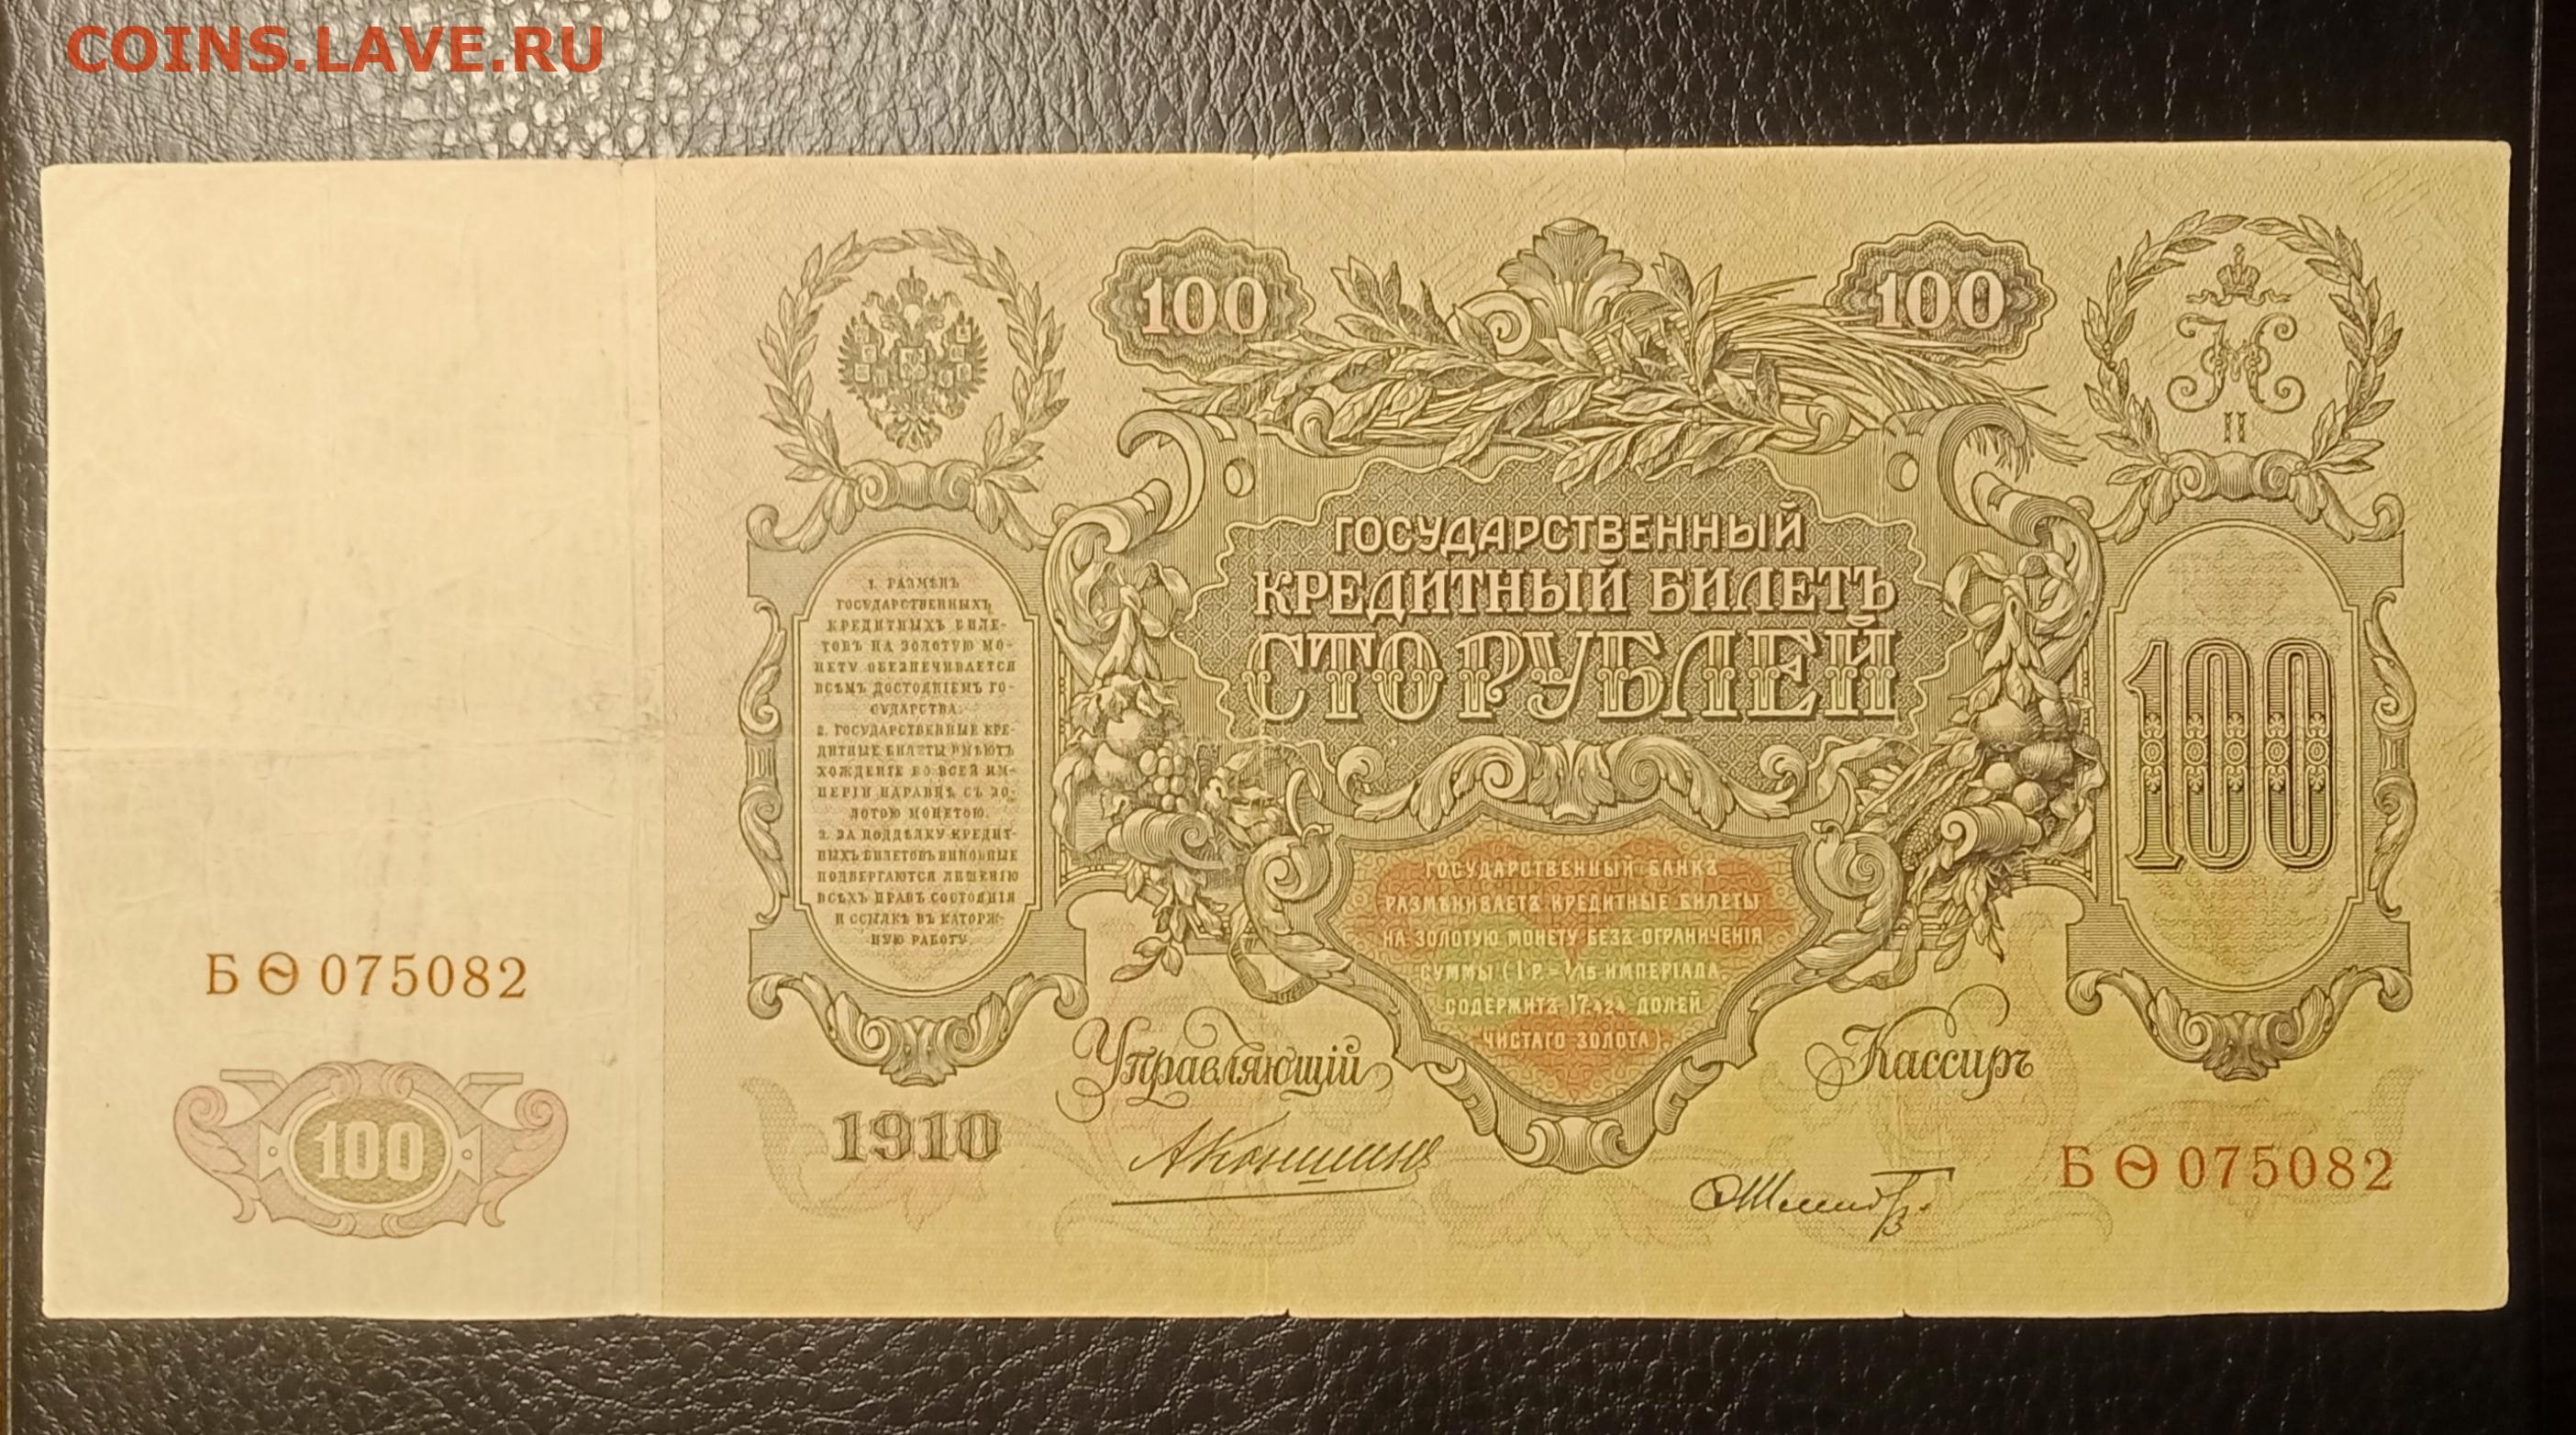 COINS.LAVE.RU
100
100
Н
II
ГОСУДАРСТВЕННЫЙ
КРЕДИТНЫЙ БИЛЕТЪ
СТО РУБЛЕЙ
1. РАЗМѢНЪ
ГОСУДАРСТВЕННЫХЪ
КРЕДИТНЫХЪ БИЛЕ-
ТОВЪ НА ЗОЛОТУЮ МО-
НЕТУ ОБЕЗПЕЧИВАЕТСЯ
ВСѢМЪ ДОСТОЯНІЕМЪ ГО-
СУДАРСТВА.
2. ГОСУДАРСТВЕННЫЕ КРЕ-
ДИТНЫЕ БИЛЕТЫ ИМѢЮТЪ
ХОЖДЕНІЕ ВО ВСЕЙ ИМ-
ПЕРІИ НАРАВНѢ СЪ ЗО-
ЛОТОЮ МОНЕТОЮ.
3. ЗА ПОДДѢЛКУ КРЕДИТ-
НЫХЪ БИЛЕТОВЪ ВИНОВНЫЕ
ПОДВЕРГАЮТСЯ ЛИШЕНІЮ
ВСѢХЪ ПРАВЪ СОСТОЯНІЯ
И ССЫЛКѢ ВЪ КАТОРЖ-
НУЮ РАБОТУ.
100
ГОСУДАРСТВЕННЫЙ БАНКЪ
РАЗМѢНИВАЕТЪ КРЕДИТНЫЕ БИЛЕТЫ
НА ЗОЛОТУЮ МОНЕТУ БЕЗЪ ОГРАНИЧЕНІЯ
СУММЫ (1 Р.= 1/15 ИМПЕРІАЛА,
СОДЕРЖИТЪ 17,424 ДОЛЕЙ
ЧИСТАГО ЗОЛОТА).
БѲ 075082
100
Управляющій
Кассиръ
1910
АКоншинъ
БѲ 075082